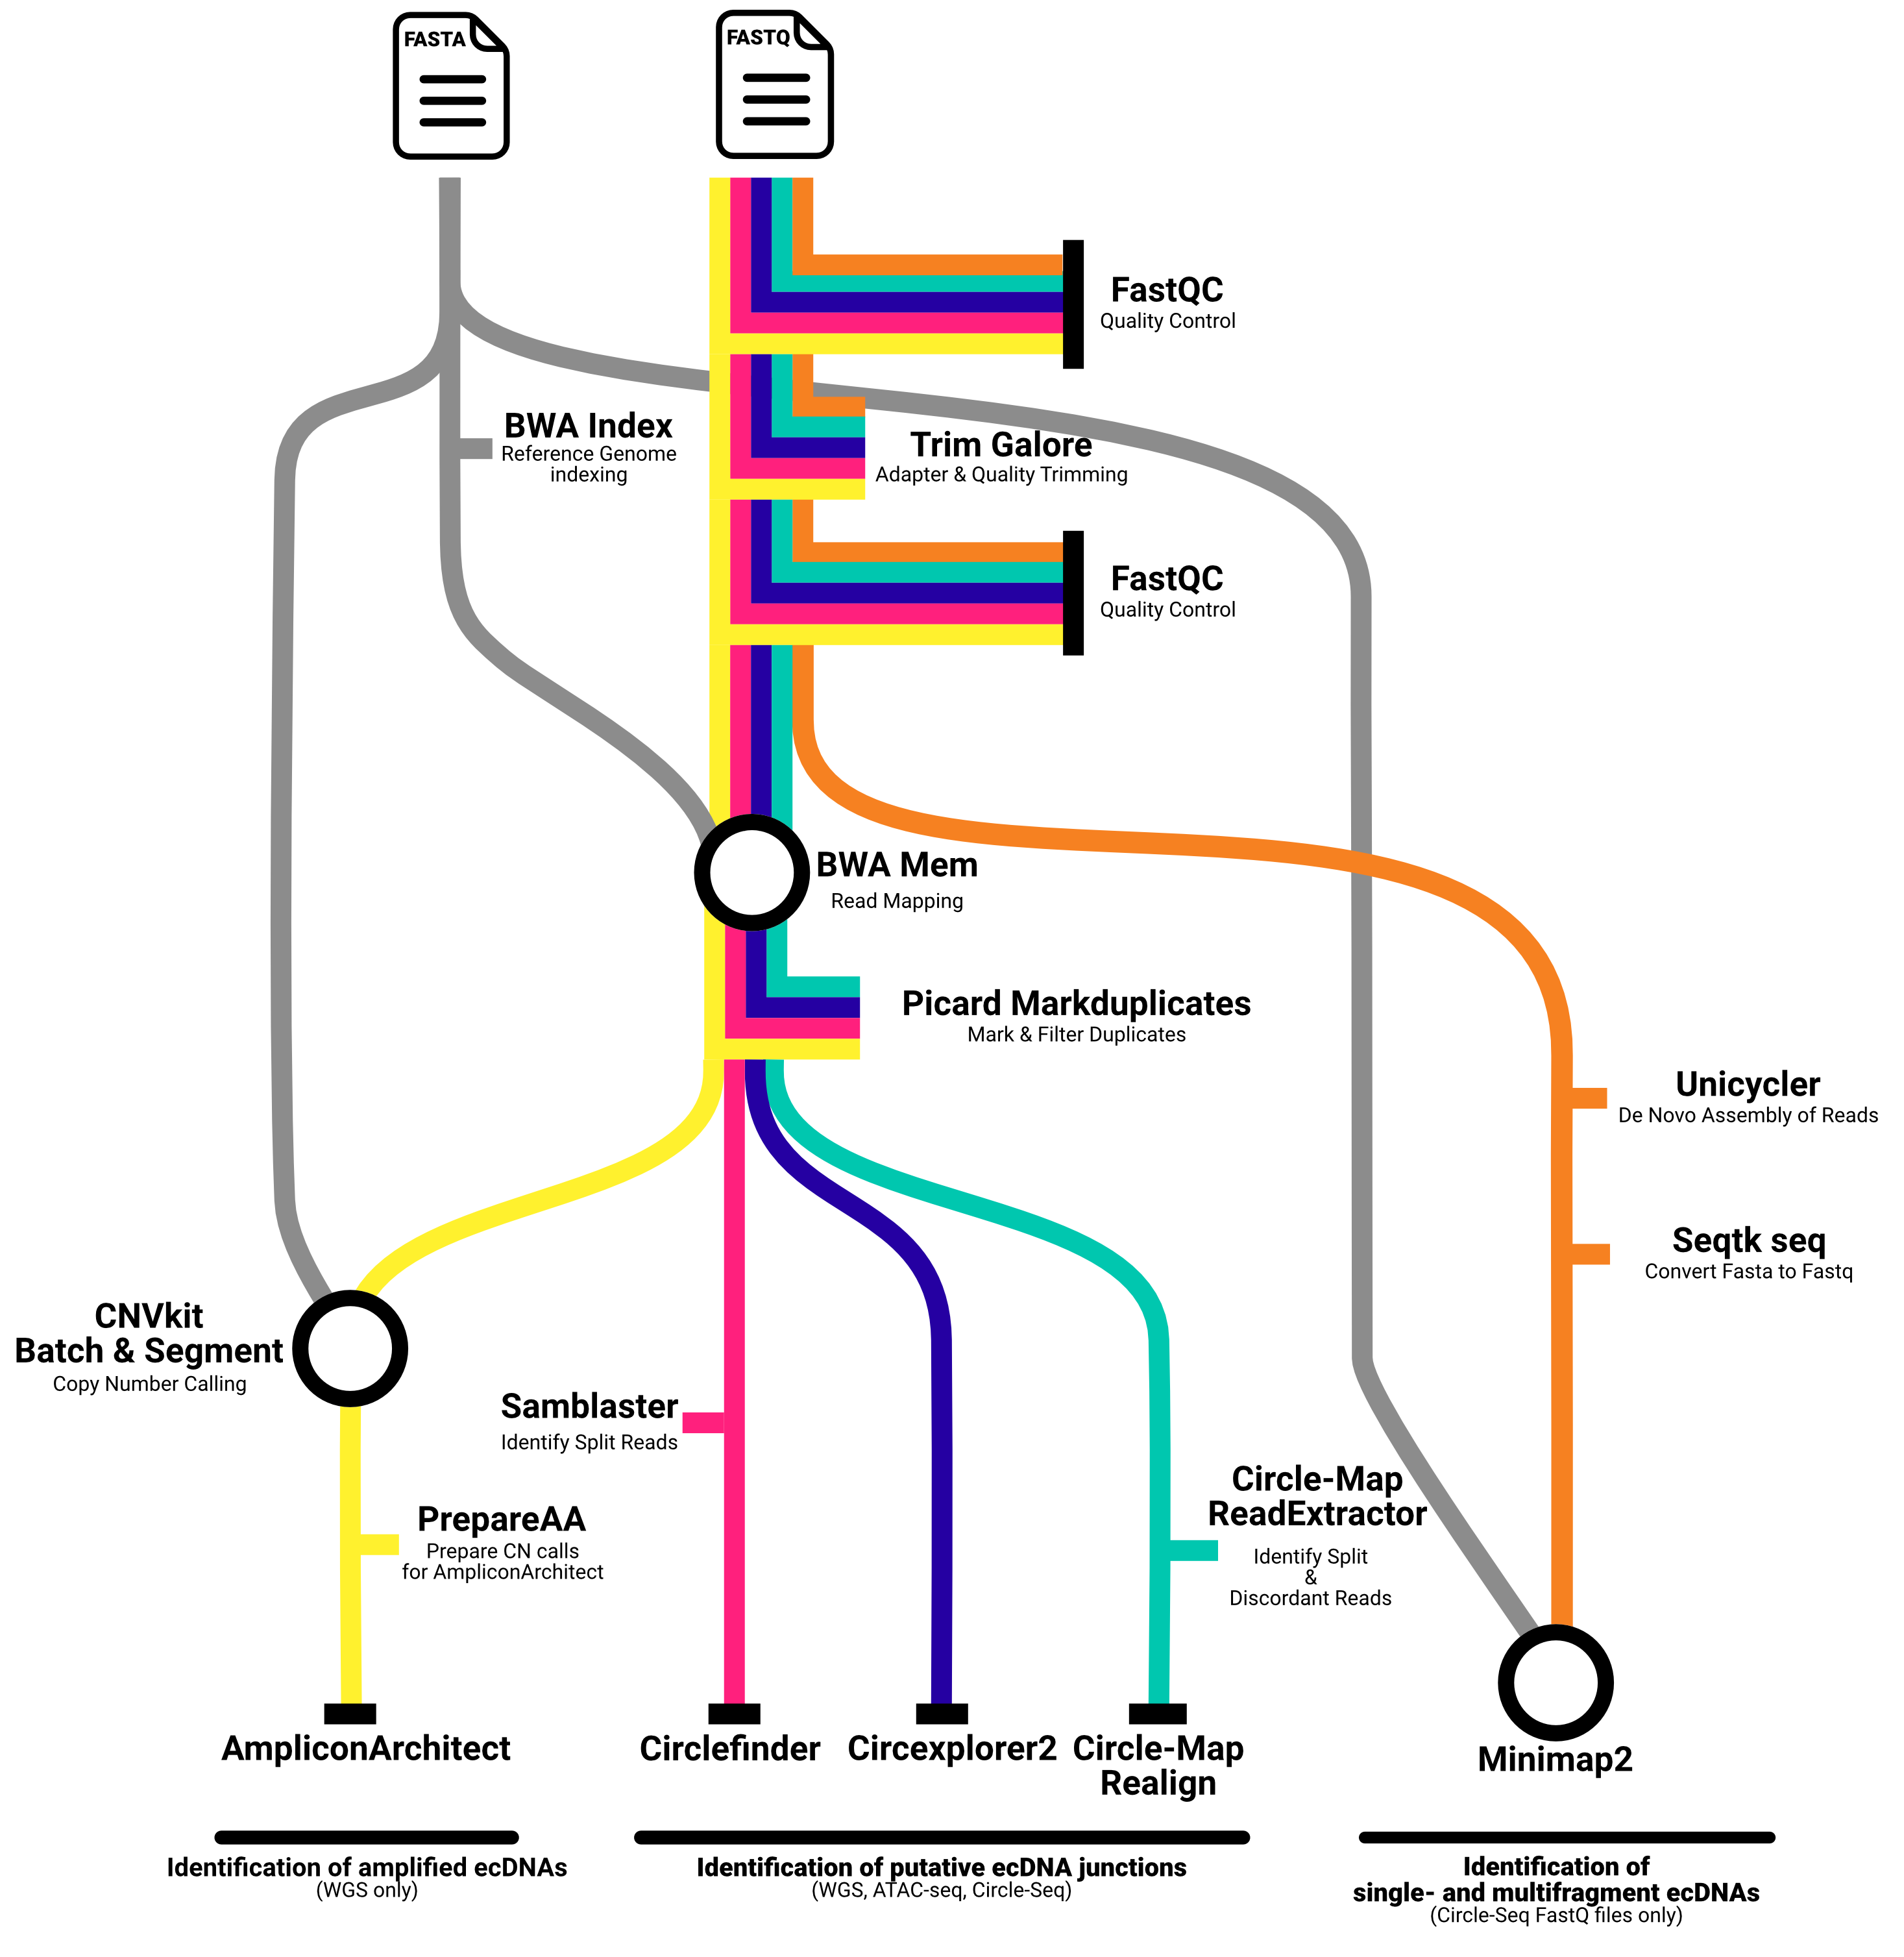 FASTA
FASTQ
FastQC
Quality Control
BWA Index
Reference Genome
indexing
Trim Galore
Adapter & Quality Trimming
FastQC
Quality Control
BWA Mem
Read Mapping
Picard Markduplicates
Mark & Filter Duplicates
Unicycler
De Novo Assembly of Reads
Seqtk seq
Convert Fasta to Fastq
CNVkit
Batch & Segment
Copy Number Calling
Samblaster
Identify Split Reads
PrepareAA
Prepare CN calls
for AmpliconArchitect
Circle-Map
ReadExtractor
Identify Split
&
Discordant Reads
AmpliconArchitect
Circlefinder
Circexplorer2
Circle-Map
Realign
Minimap2
Identification of amplified ecDNAs
(WGS only)
Identification of putative ecDNA junctions
(WGS, ATAC-seq, Circle-Seq)
Identification of
single- and multifragment ecDNAs
(Circle-Seq FastQ files only)